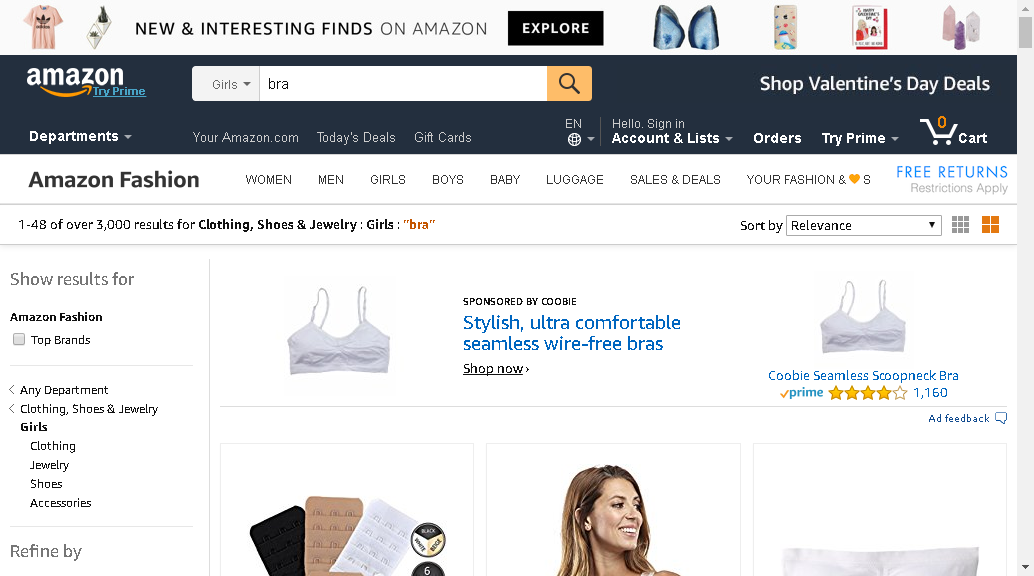 NEW & INTERESTING FINDS ON AMAZON EXPLORE
amazon
Try Prime
Girls bra
Shop Valentine's Day Deals
Departments
Your Amazon.com Today's Deals Gift Cards
EN
Hello. Sign in
Account & Lists
Orders
Try Prime
0
Cart
Amazon Fashion
WOMEN MEN GIRLS BOYS BABY LUGGAGE SALES & DEALS YOUR FASHION & S
FREE RETURNS
Restrictions Apply
1-48 of over 3,000 results for Clothing, Shoes & Jewelry : Girls : "bra"
Sort by Relevance
Show results for
Amazon Fashion
Top Brands
Any Department
Clothing, Shoes & Jewelry
Girls
Clothing
Jewelry
Shoes
Accessories
Refine by
SPONSORED BY COOBIE
Stylish, ultra comfortable
seamless wire-free bras
Shop now ›
Coobie Seamless Scoopneck Bra
prime 1,160
Ad feedback
BLACK
WHITE
BEIGE
6